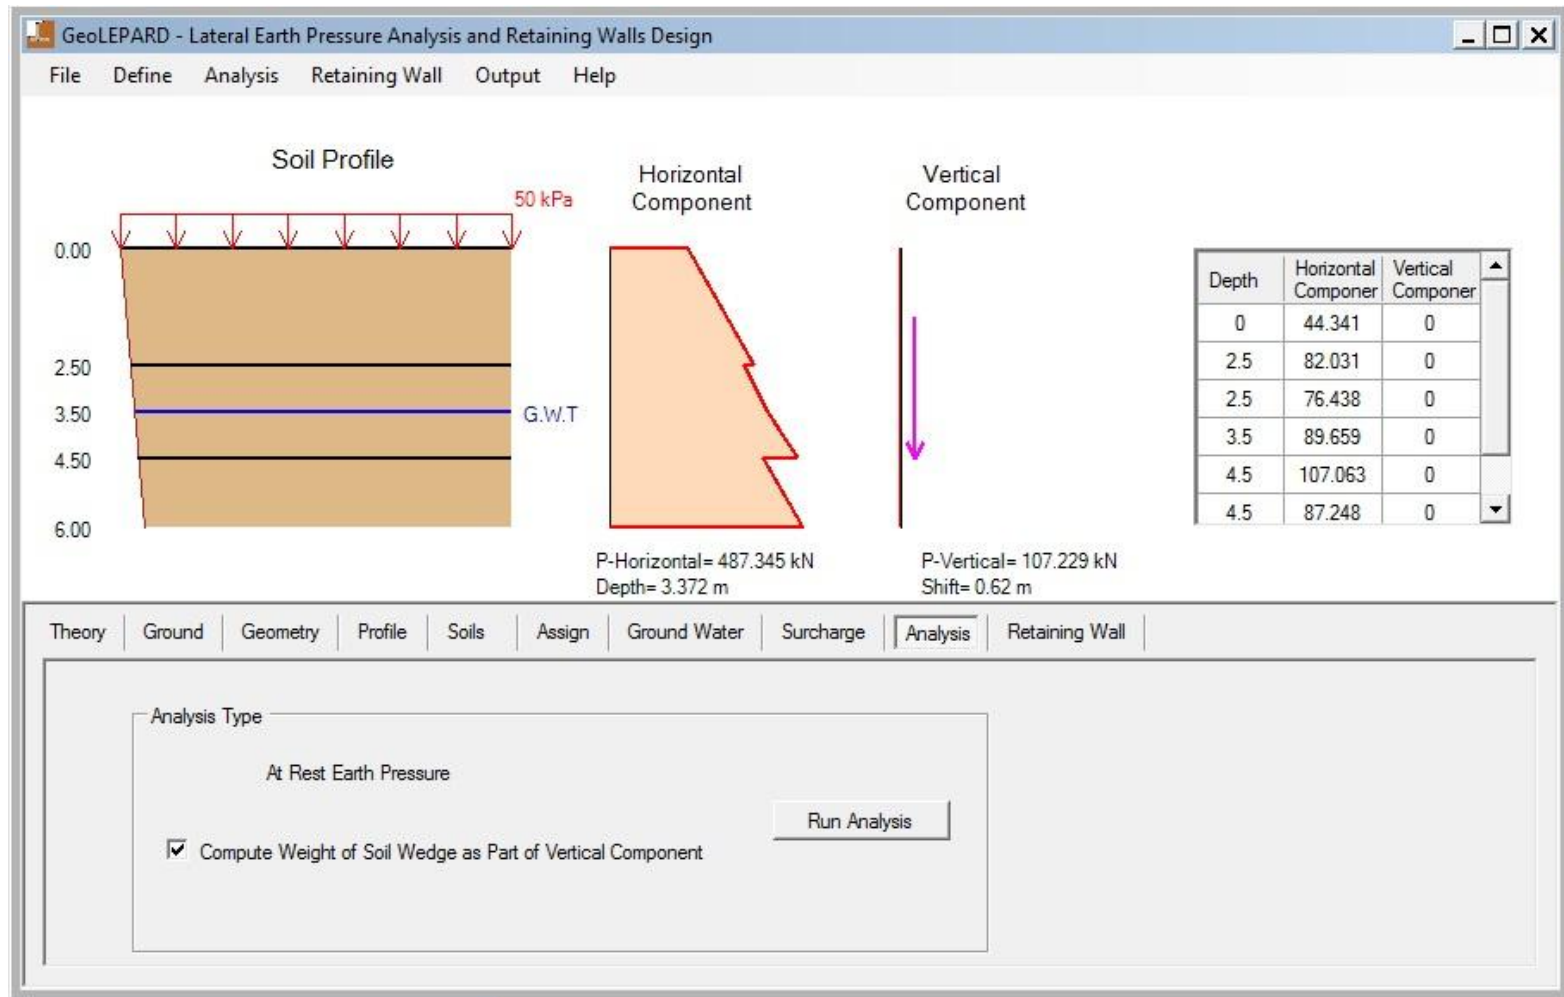 GeoLEPARD - Lateral Earth Pressure Analysis and Retaining Walls Design
File Define Analysis Retaining Wall Output Help
Soil Profile
Horizontal
Component
Vertical
Component
50 kPa
0.00
2.50
3.50
4.50
6.00
G.W.T
P-Horizontal= 487.345 kN
Depth= 3.372 m
P-Vertical= 107.229 kN
Shift= 0.62 m
Depth Horizontal Componer Vertical Componer
0 44.341 0
2.5 82.031 0
2.5 76.438 0
3.5 89.659 0
4.5 107.063 0
4.5 87.248 0
Theory Ground Geometry Profile Soils Assign Ground Water Surcharge Analysis Retaining Wall
Analysis Type
At Rest Earth Pressure
Run Analysis
Compute Weight of Soil Wedge as Part of Vertical Component